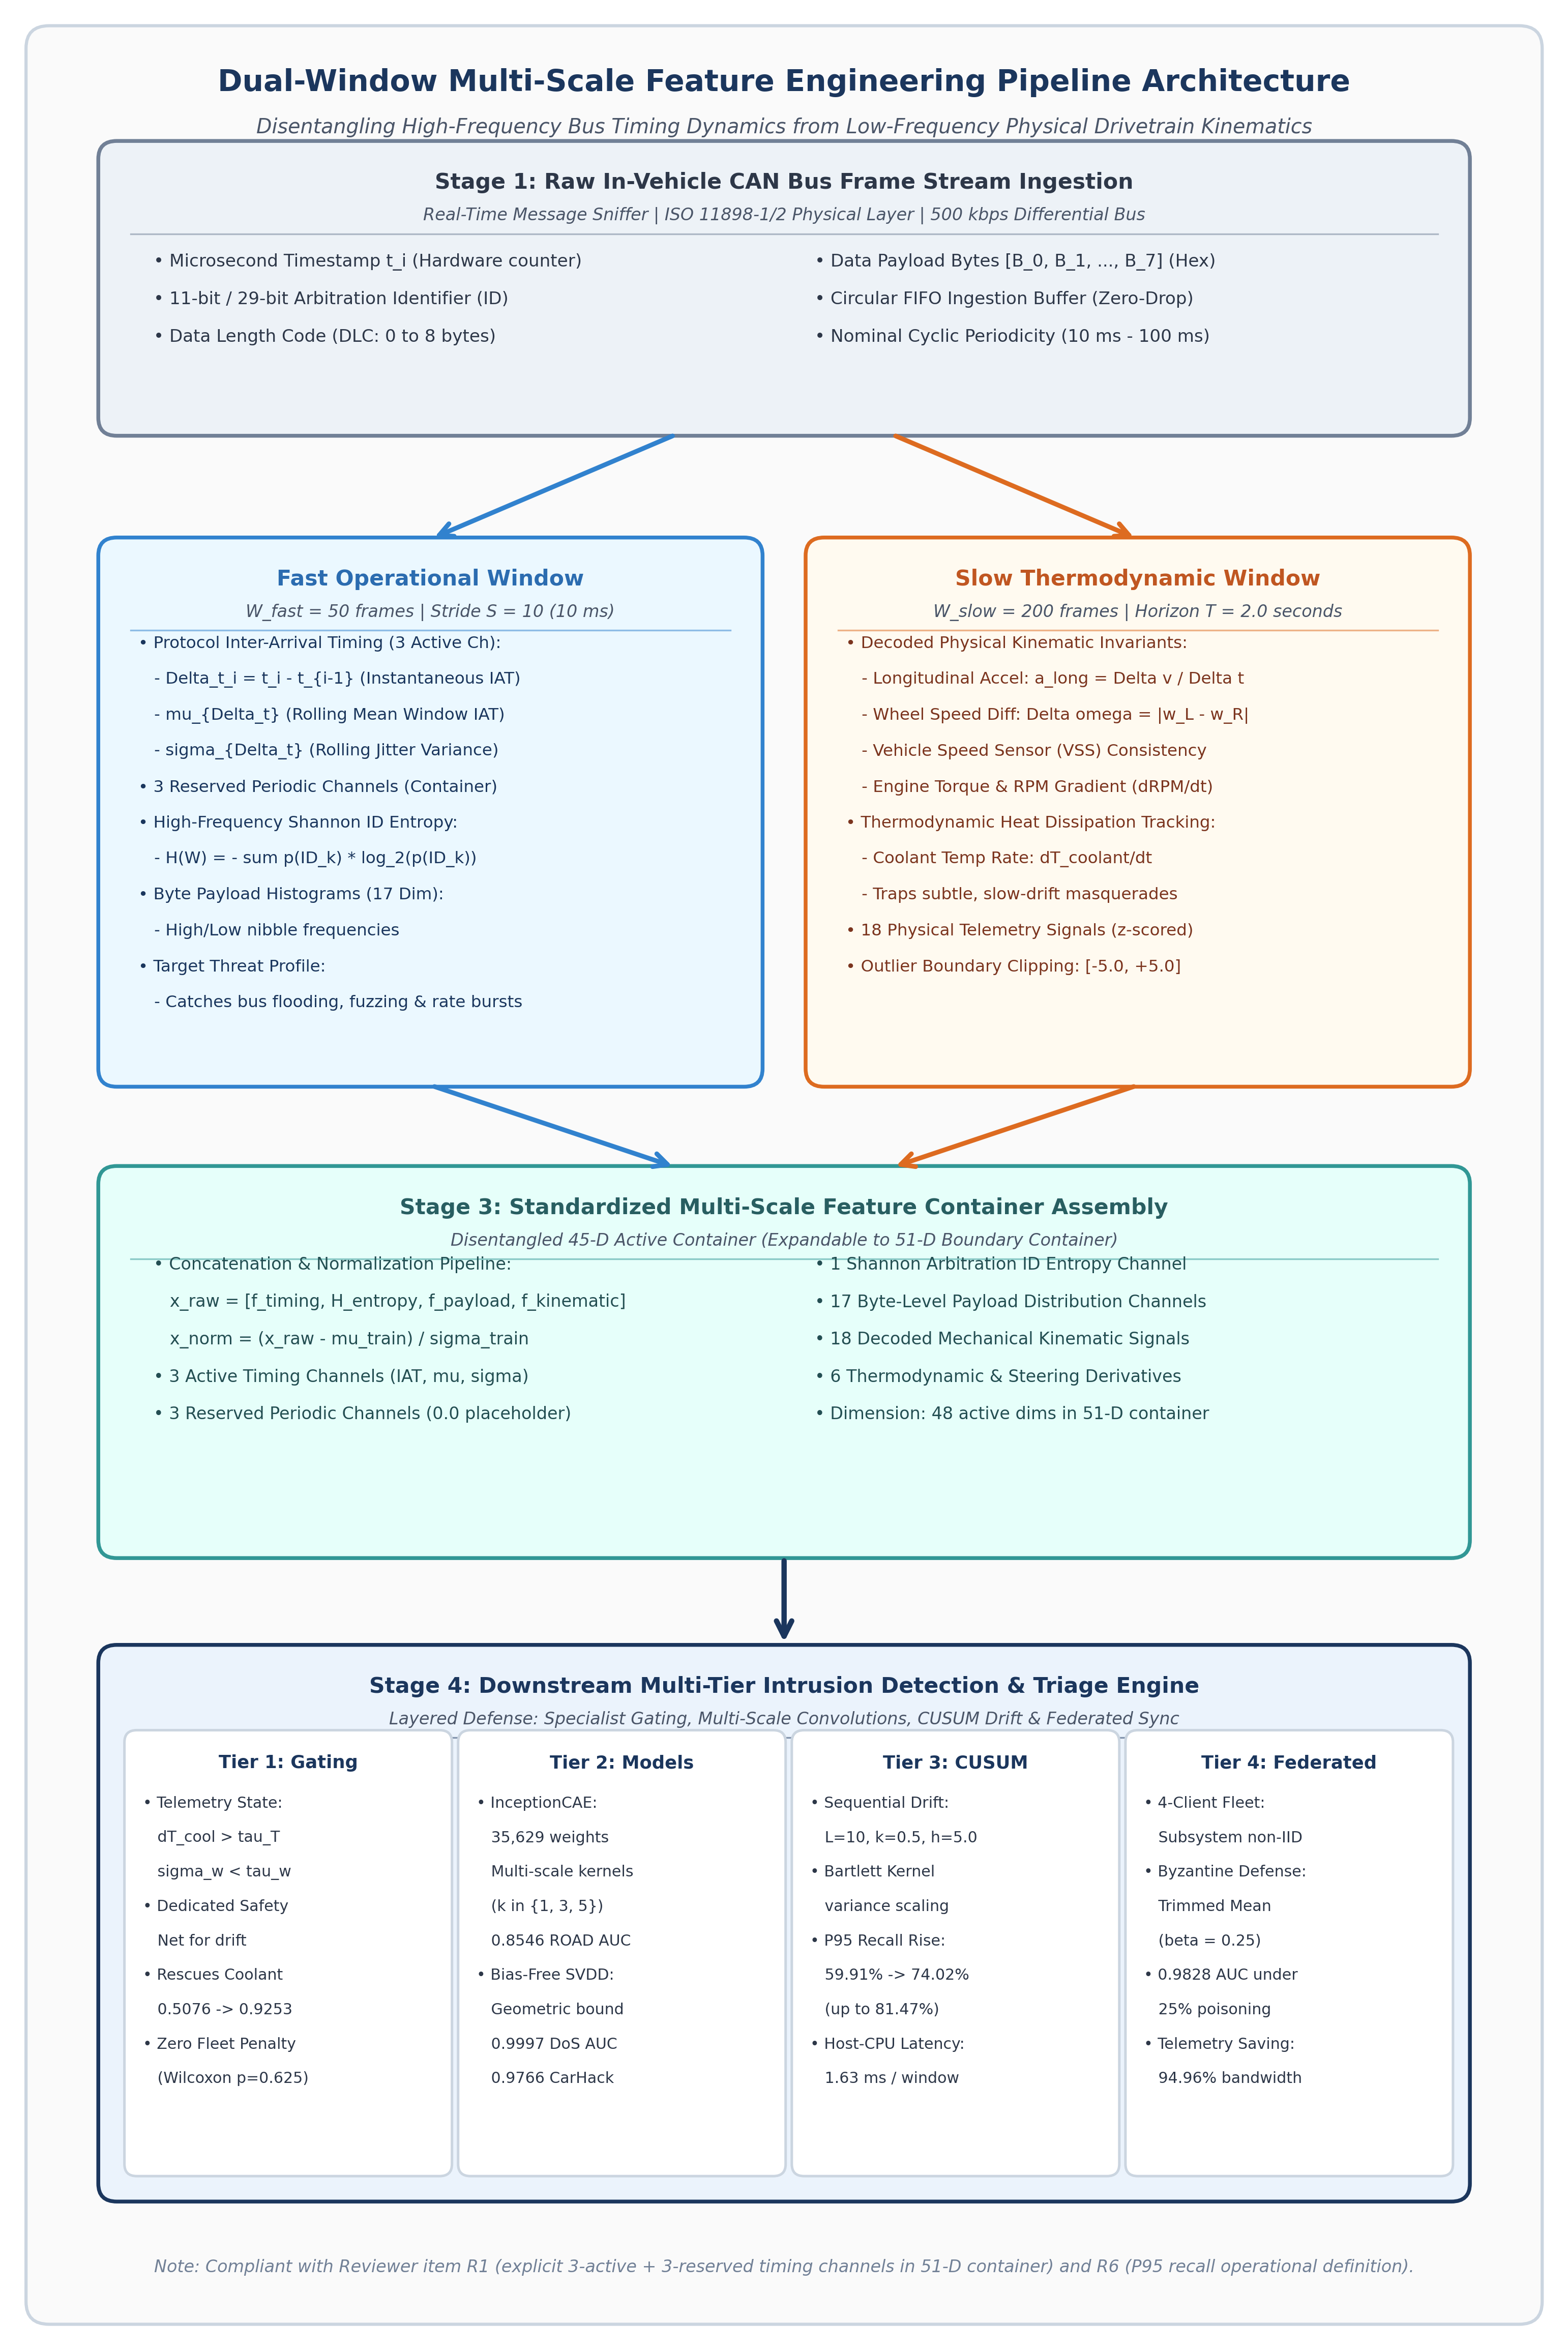 Dual-Window Multi-Scale Feature Engineering Pipeline Architecture
Disentangling High-Frequency Bus Timing Dynamics from Low-Frequency Physical Drivetrain Kinematics
Stage 1: Raw In-Vehicle CAN Bus Frame Stream Ingestion
Real-Time Message Sniffer | ISO 11898-1/2 Physical Layer | 500 kbps Differential Bus
• Microsecond Timestamp t_i (Hardware counter)
• 11-bit / 29-bit Arbitration Identifier (ID)
• Data Length Code (DLC: 0 to 8 bytes)
• Data Payload Bytes [B_0, B_1, ..., B_7] (Hex)
• Circular FIFO Ingestion Buffer (Zero-Drop)
• Nominal Cyclic Periodicity (10 ms - 100 ms)
Fast Operational Window
W_fast = 50 frames | Stride S = 10 (10 ms)
• Protocol Inter-Arrival Timing (3 Active Ch):
- Delta_t_i = t_i - t_{i-1} (Instantaneous IAT)
- mu_{Delta_t} (Rolling Mean Window IAT)
- sigma_{Delta_t} (Rolling Jitter Variance)
• 3 Reserved Periodic Channels (Container)
• High-Frequency Shannon ID Entropy:
- H(W) = - sum p(ID_k) * log_2(p(ID_k))
• Byte Payload Histograms (17 Dim):
- High/Low nibble frequencies
• Target Threat Profile:
- Catches bus flooding, fuzzing & rate bursts
Slow Thermodynamic Window
W_slow = 200 frames | Horizon T = 2.0 seconds
• Decoded Physical Kinematic Invariants:
- Longitudinal Accel: a_long = Delta v / Delta t
- Wheel Speed Diff: Delta omega = |w_L - w_R|
- Vehicle Speed Sensor (VSS) Consistency
- Engine Torque & RPM Gradient (dRPM/dt)
• Thermodynamic Heat Dissipation Tracking:
- Coolant Temp Rate: dT_coolant/dt
- Traps subtle, slow-drift masquerades
• 18 Physical Telemetry Signals (z-scored)
• Outlier Boundary Clipping: [-5.0, +5.0]
Stage 3: Standardized Multi-Scale Feature Container Assembly
Disentangled 45-D Active Container (Expandable to 51-D Boundary Container)
• Concatenation & Normalization Pipeline:
x_raw = [f_timing, H_entropy, f_payload, f_kinematic]
x_norm = (x_raw - mu_train) / sigma_train
• 3 Active Timing Channels (IAT, mu, sigma)
• 3 Reserved Periodic Channels (0.0 placeholder)
• 1 Shannon Arbitration ID Entropy Channel
• 17 Byte-Level Payload Distribution Channels
• 18 Decoded Mechanical Kinematic Signals
• 6 Thermodynamic & Steering Derivatives
• Dimension: 48 active dims in 51-D container
Stage 4: Downstream Multi-Tier Intrusion Detection & Triage Engine
Layered Defense: Specialist Gating, Multi-Scale Convolutions, CUSUM Drift & Federated Sync
Tier 1: Gating
• Telemetry State:
dT_cool > tau_T
sigma_w < tau_w
• Dedicated Safety
Net for drift
• Rescues Coolant
0.5076 -> 0.9253
• Zero Fleet Penalty
(Wilcoxon p=0.625)
Tier 2: Models
• InceptionCAE:
35,629 weights
Multi-scale kernels
(k in {1, 3, 5})
0.8546 ROAD AUC
• Bias-Free SVDD:
Geometric bound
0.9997 DoS AUC
0.9766 CarHack
Tier 3: CUSUM
• Sequential Drift:
L=10, k=0.5, h=5.0
• Bartlett Kernel
variance scaling
• P95 Recall Rise:
59.91% -> 74.02%
(up to 81.47%)
• Host-CPU Latency:
1.63 ms / window
Tier 4: Federated
• 4-Client Fleet:
Subsystem non-IID
• Byzantine Defense:
Trimmed Mean
(beta = 0.25)
• 0.9828 AUC under
25% poisoning
• Telemetry Saving:
94.96% bandwidth
Note: Compliant with Reviewer item R1 (explicit 3-active + 3-reserved timing channels in 51-D container) and R6 (P95 recall operational definition).